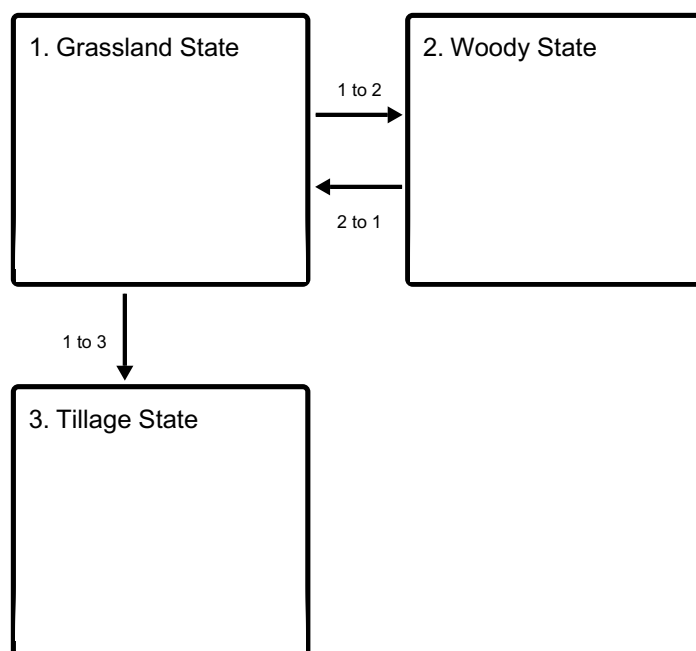 1. Grassland State
2. Woody State
1 to 2
2 to 1
1 to 3
3. Tillage State